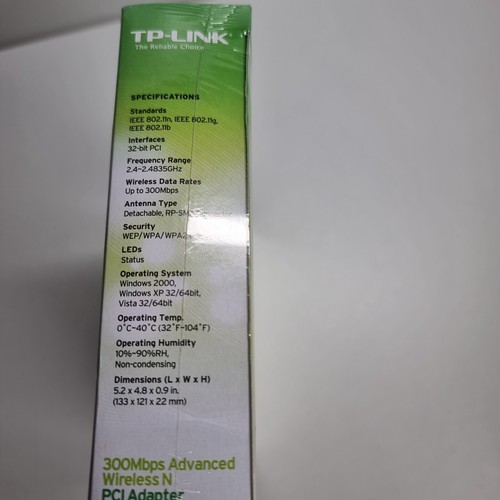 TP-LINK
The Reliable Choice
SPECIFICATIONS
Standards
IEEE 802.11n, IEEE 802.11g,
IEEE 802.11b
Interfaces
32-bit PCI
Frequency Range
2.4~2.4835GHz
Wireless Data Rates
Up to 300Mbps
Antenna Type
Detachable,
Security
WEP/WPA/WPA2
LEDs
Status
Operating System
Windows 2000,
Windows XP 32/64bit,
Vista 32/64bit
Operating Temp.
0°C~40°C (32°F~104°F)
Operating Humidity
10%~90%RH,
Non-condensing
Dimensions (L x W x H)
5.2 x 4.8 x 0.9 in.
(133 x 121 x 22 mm)
300Mbps Advanced
Wireless N
PCI Adapter